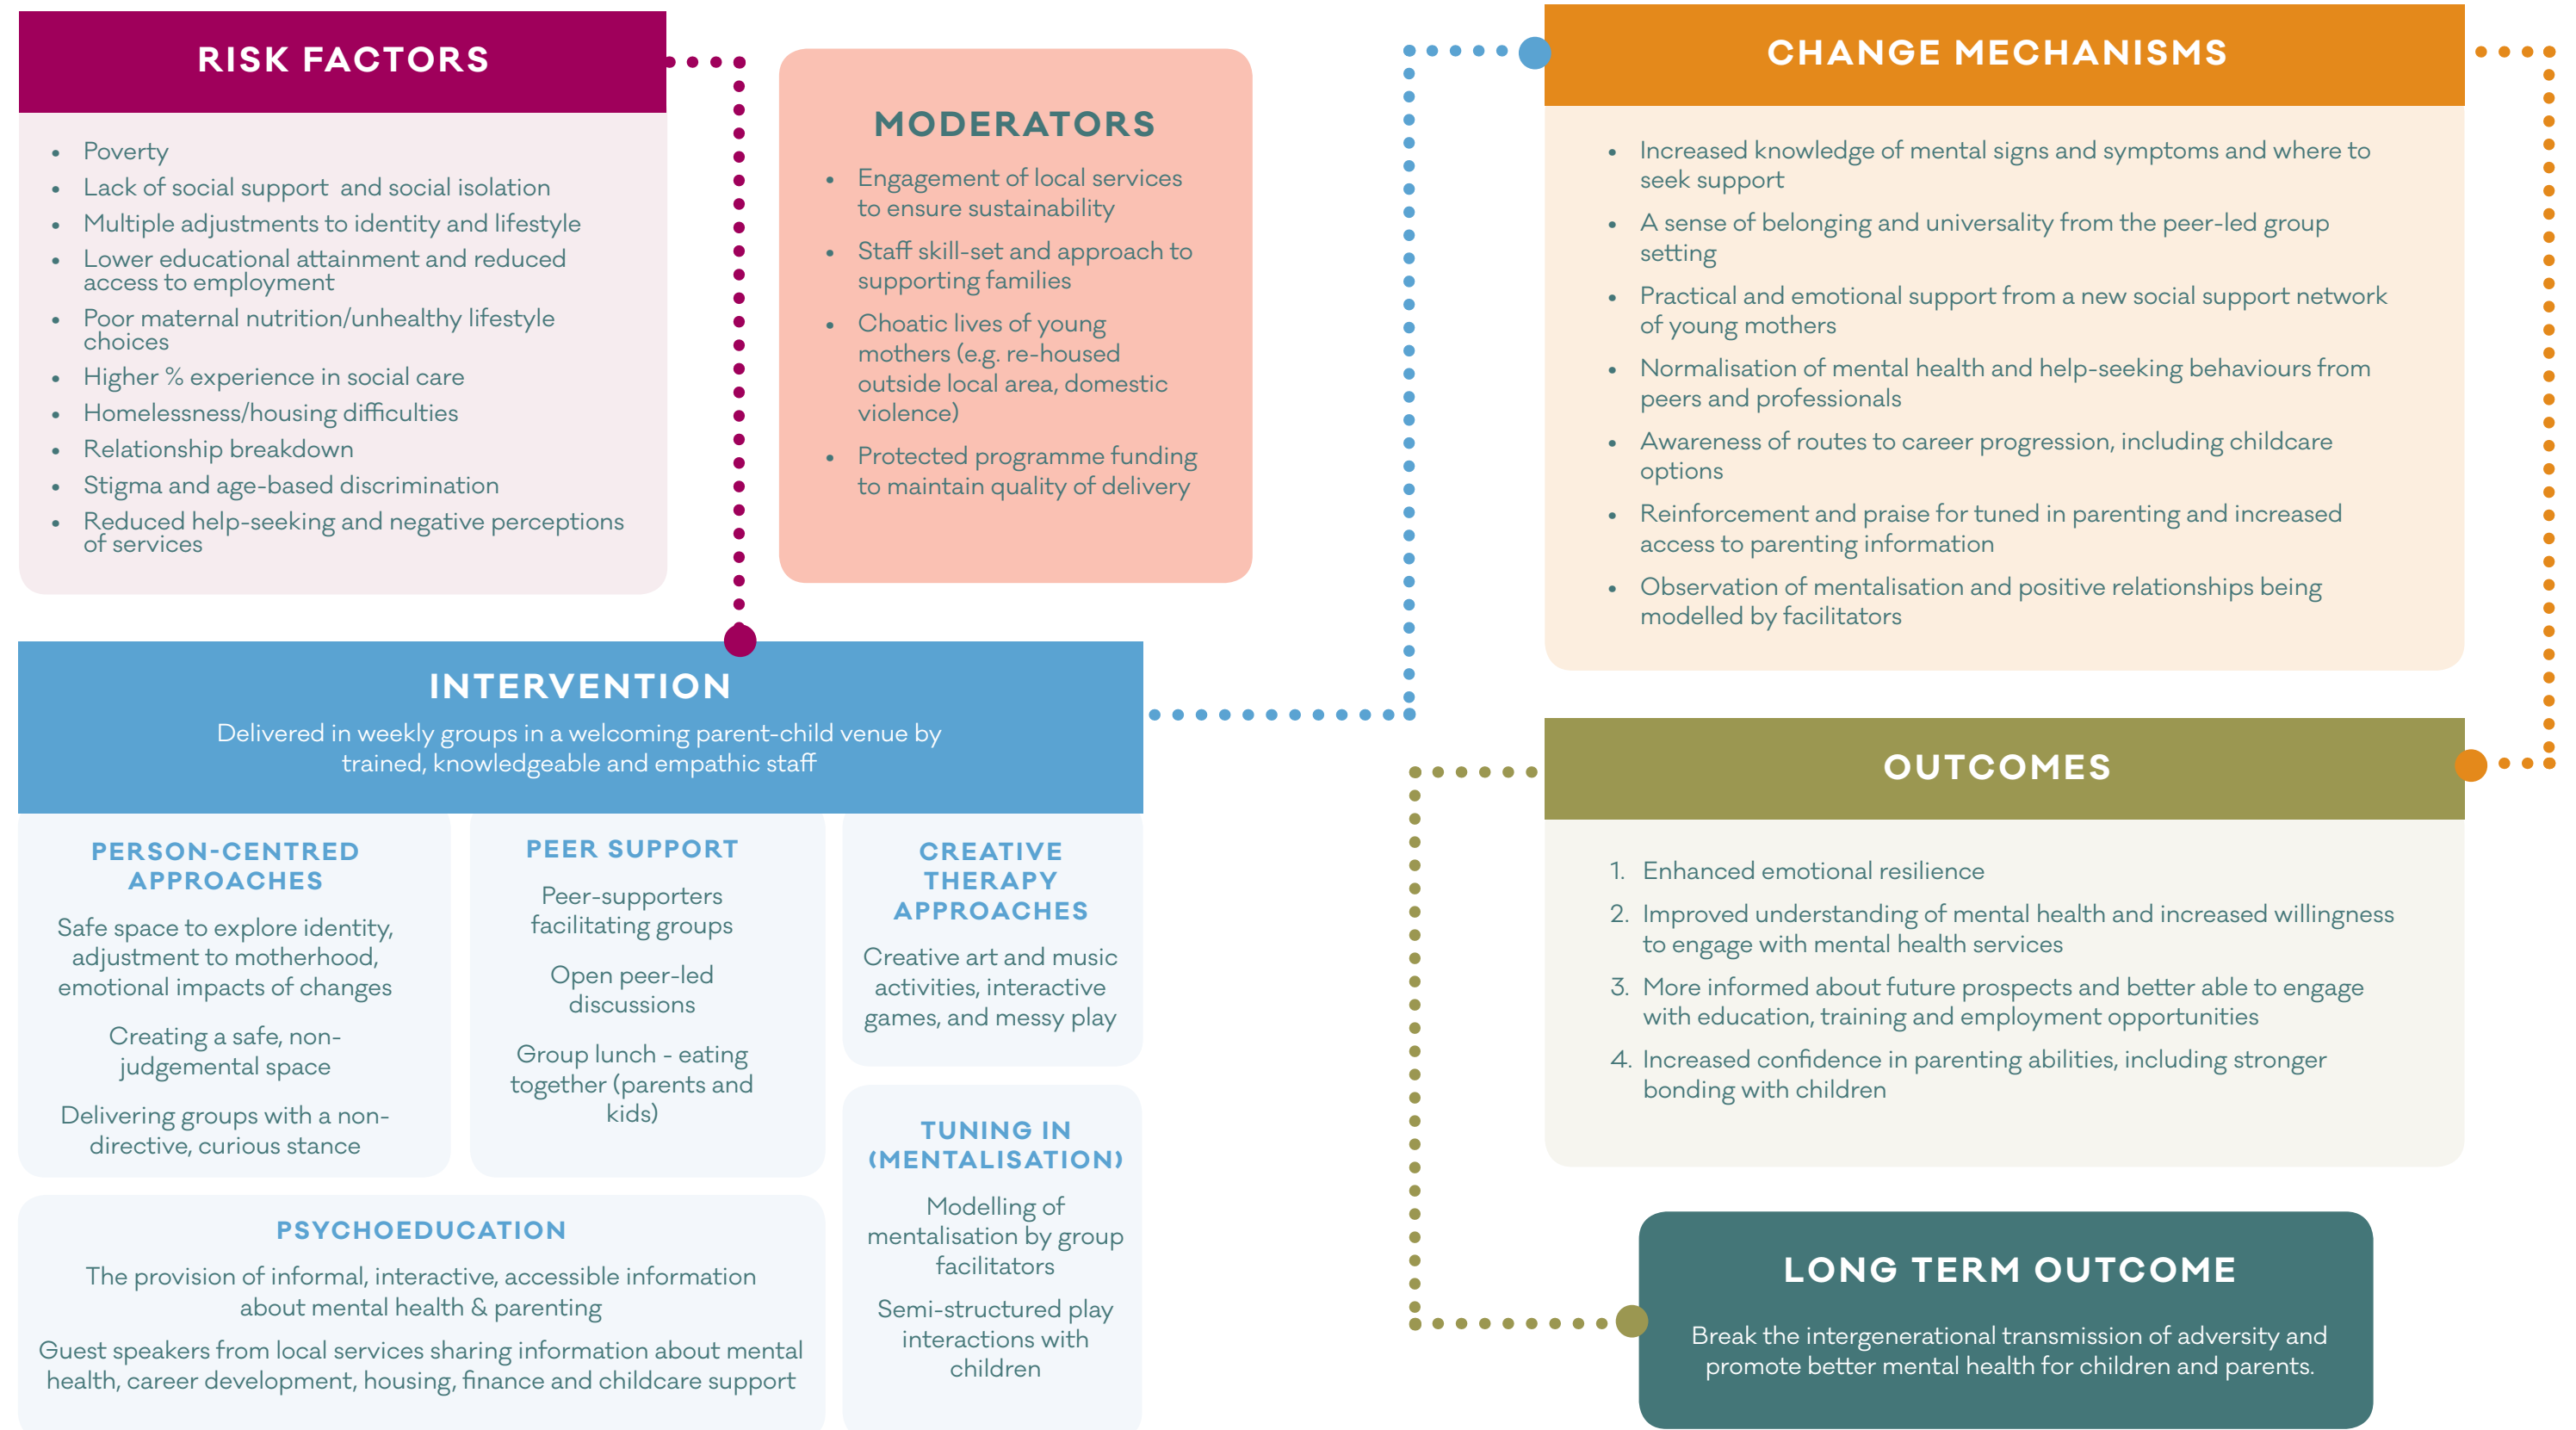 RISK FACTORS
• Poverty
• Lack of social support and social isolation
• Multiple adjustments to identity and lifestyle
• Lower educational attainment and reduced
access to employment
• Poor maternal nutrition/unhealthy lifestyle
choices
• Higher % experience in social care
• Homelessness/housing difficulties
• Relationship breakdown
• Stigma and age-based discrimination
• Reduced help-seeking and negative perceptions
of services
MODERATORS
• Engagement of local services
to ensure sustainability
• Staff skill-set and approach to
supporting families
• Choatic lives of young
mothers (e.g. re-housed
outside local area, domestic
violence)
• Protected programme funding
to maintain quality of delivery
INTERVENTION
Delivered in weekly groups in a welcoming parent-child venue by
trained, knowledgeable and empathic staff
PERSON-CENTRED
APPROACHES
Safe space to explore identity,
adjustment to motherhood,
emotional impacts of changes
Creating a safe, non-
judgemental space
Delivering groups with a non-
directive, curious stance
PEER SUPPORT
Peer-supporters
facilitating groups
Open peer-led
discussions
Group lunch - eating
together (parents and
kids)
CREATIVE
THERAPY
APPROACHES
Creative art and music
activities, interactive
games, and messy play
TUNING IN
(MENTALISATION)
Modelling of
mentalisation by group
facilitators
Semi-structured play
interactions with
children
PSYCHOEDUCATION
The provision of informal, interactive, accessible information
about mental health & parenting
Guest speakers from local services sharing information about mental
health, career development, housing, finance and childcare support
CHANGE MECHANISMS
• Increased knowledge of mental signs and symptoms and where to
seek support
• A sense of belonging and universality from the peer-led group
setting
• Practical and emotional support from a new social support network
of young mothers
• Normalisation of mental health and help-seeking behaviours from
peers and professionals
• Awareness of routes to career progression, including childcare
options
• Reinforcement and praise for tuned in parenting and increased
access to parenting information
• Observation of mentalisation and positive relationships being
modelled by facilitators
OUTCOMES
1. Enhanced emotional resilience
2. Improved understanding of mental health and increased willingness
to engage with mental health services
3. More informed about future prospects and better able to engage
with education, training and employment opportunities
4. Increased confidence in parenting abilities, including stronger
bonding with children
LONG TERM OUTCOME
Break the intergenerational transmission of adversity and
promote better mental health for children and parents.